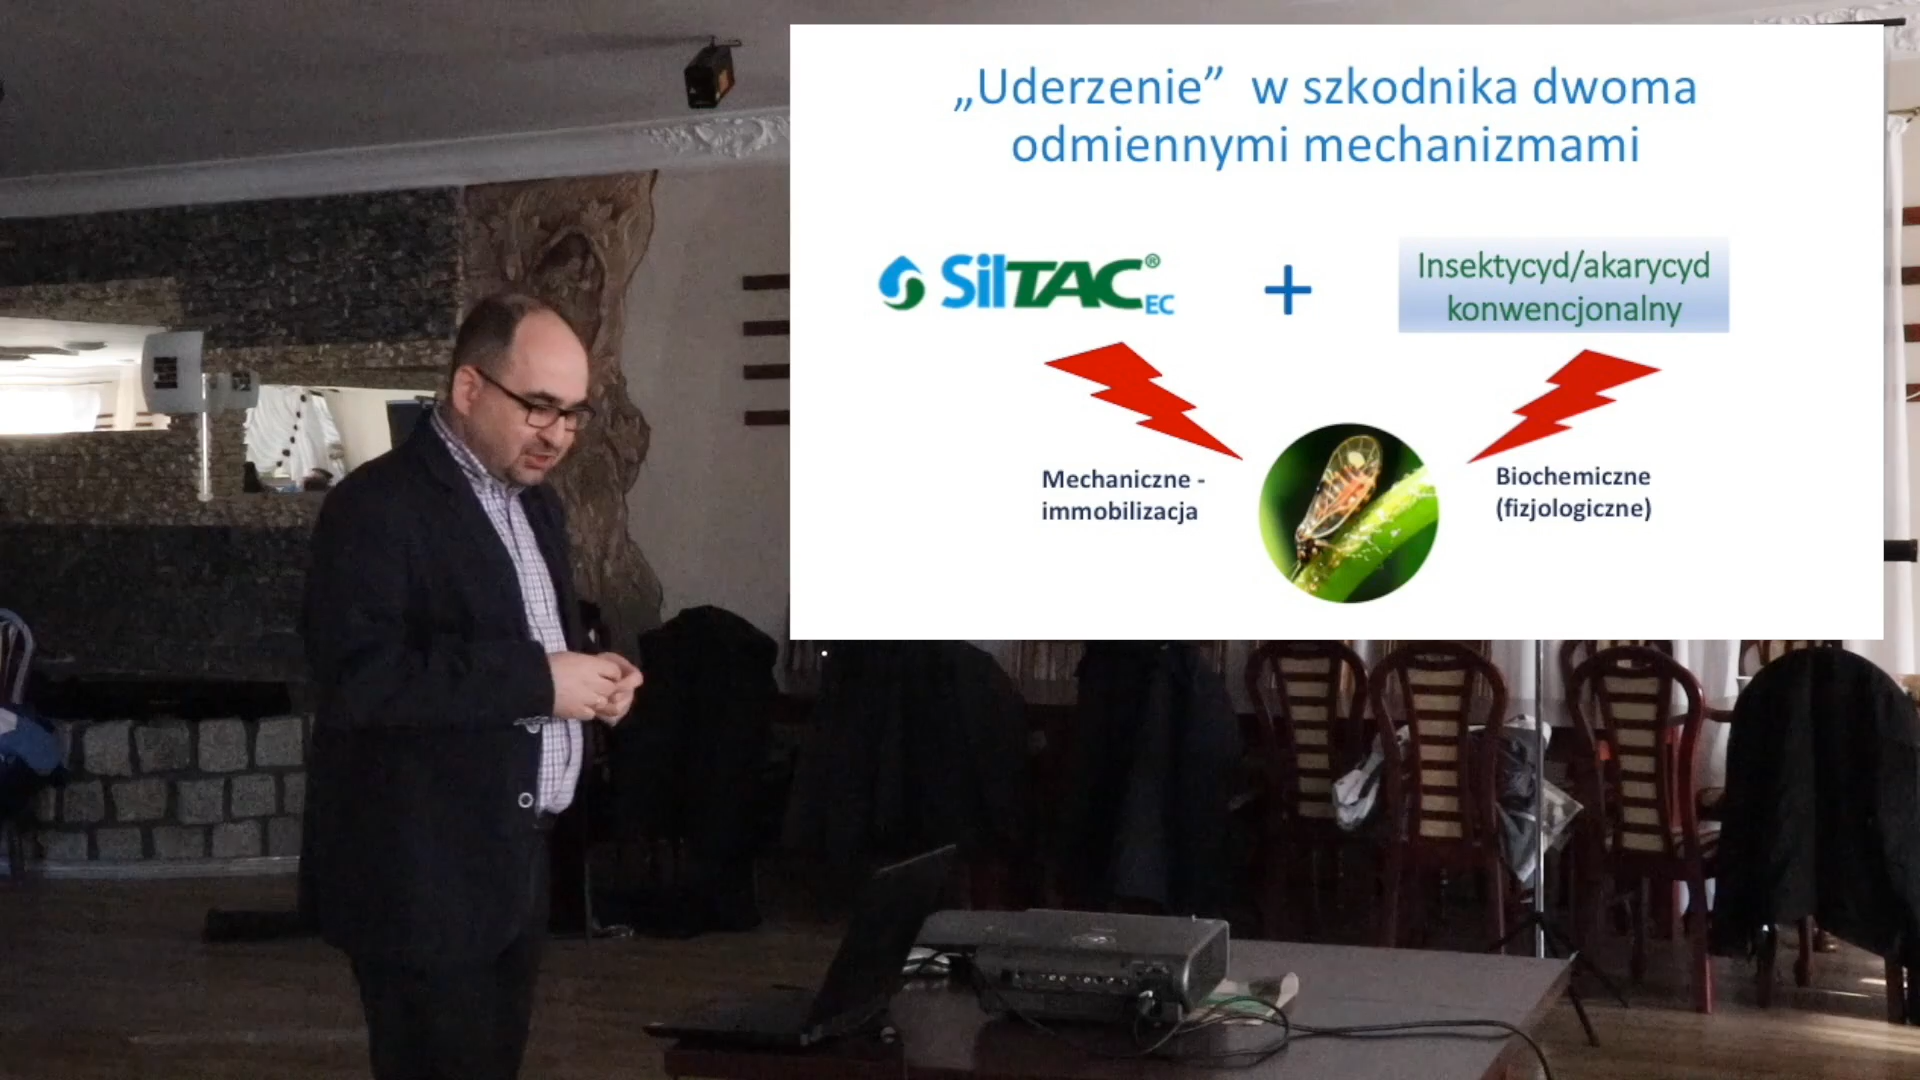 „Uderzenie” w szkodnika dwoma
odmiennymi mechanizmami
SilTAC® EC
+
Insektycyd/akarycyd
konwencjonalny
Mechaniczne -
immobilizacja
Biochemiczne
(fizjologiczne)